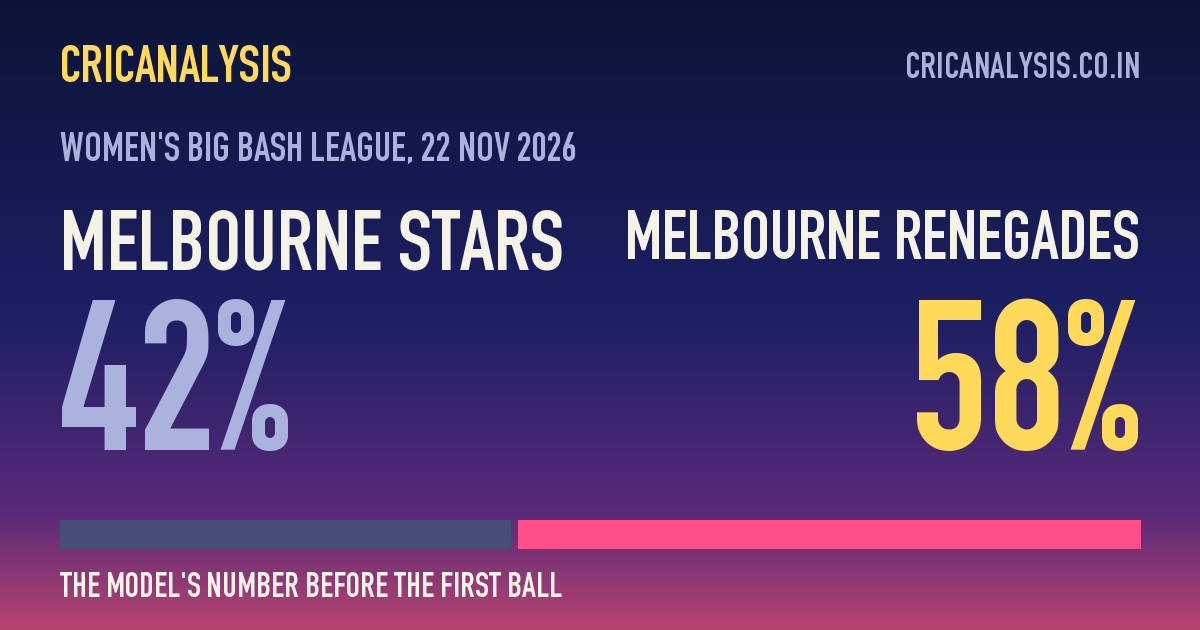 CRICANALYSIS
CRICANALYSIS.CO.IN
WOMEN'S BIG BASH LEAGUE, 22 NOV 2026
MELBOURNE STARS
MELBOURNE RENEGADES
42%
58%
THE MODEL'S NUMBER BEFORE THE FIRST BALL